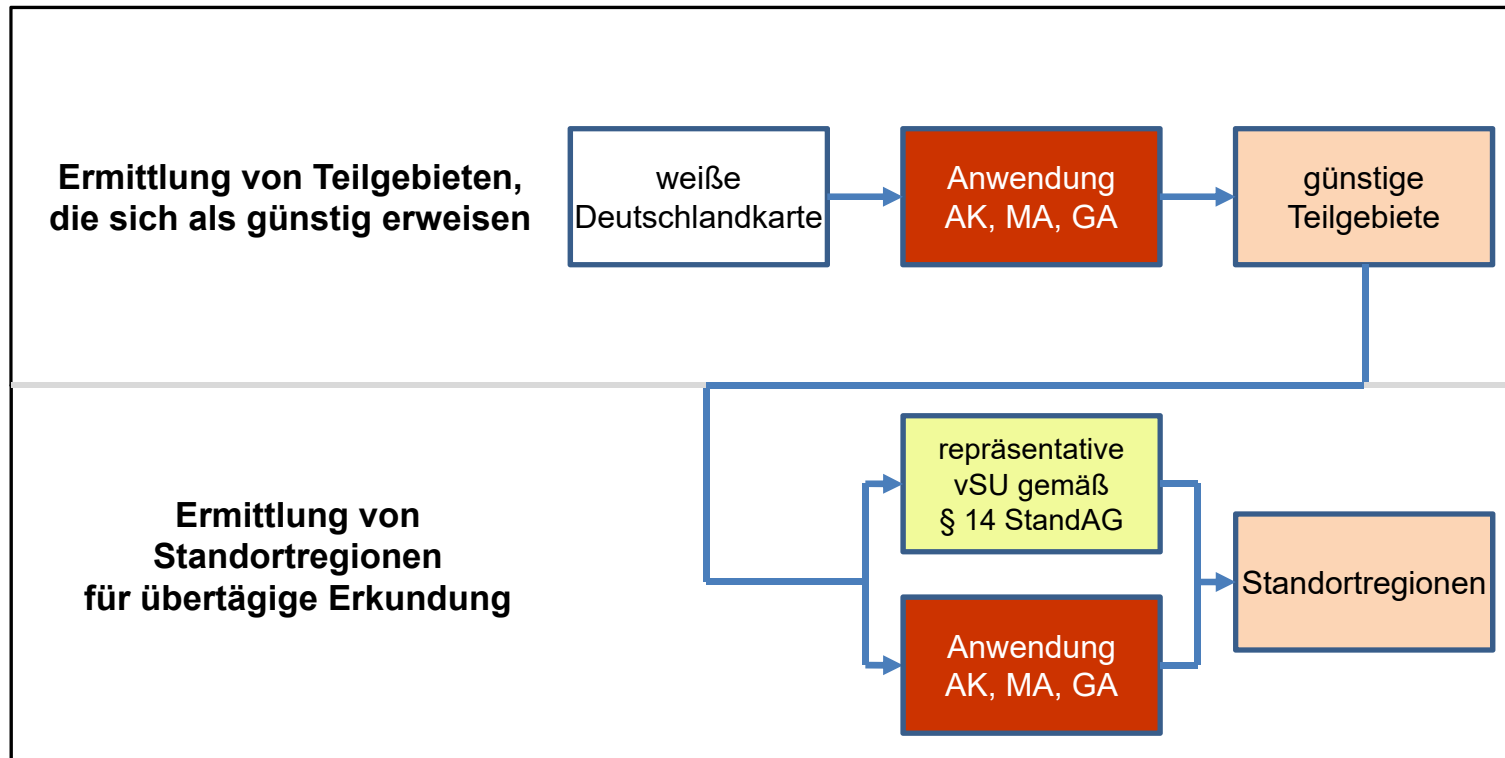 Ermittlung von Teilgebieten,
die sich als günstig erweisen
weiße
Deutschlandkarte
Anwendung
AK, MA, GA
günstige
Teilgebiete
Ermittlung von
Standortregionen
für übertägige Erkundung
repräsentative
vSU gemäß
§ 14 StandAG
Anwendung
AK, MA, GA
Standortregionen